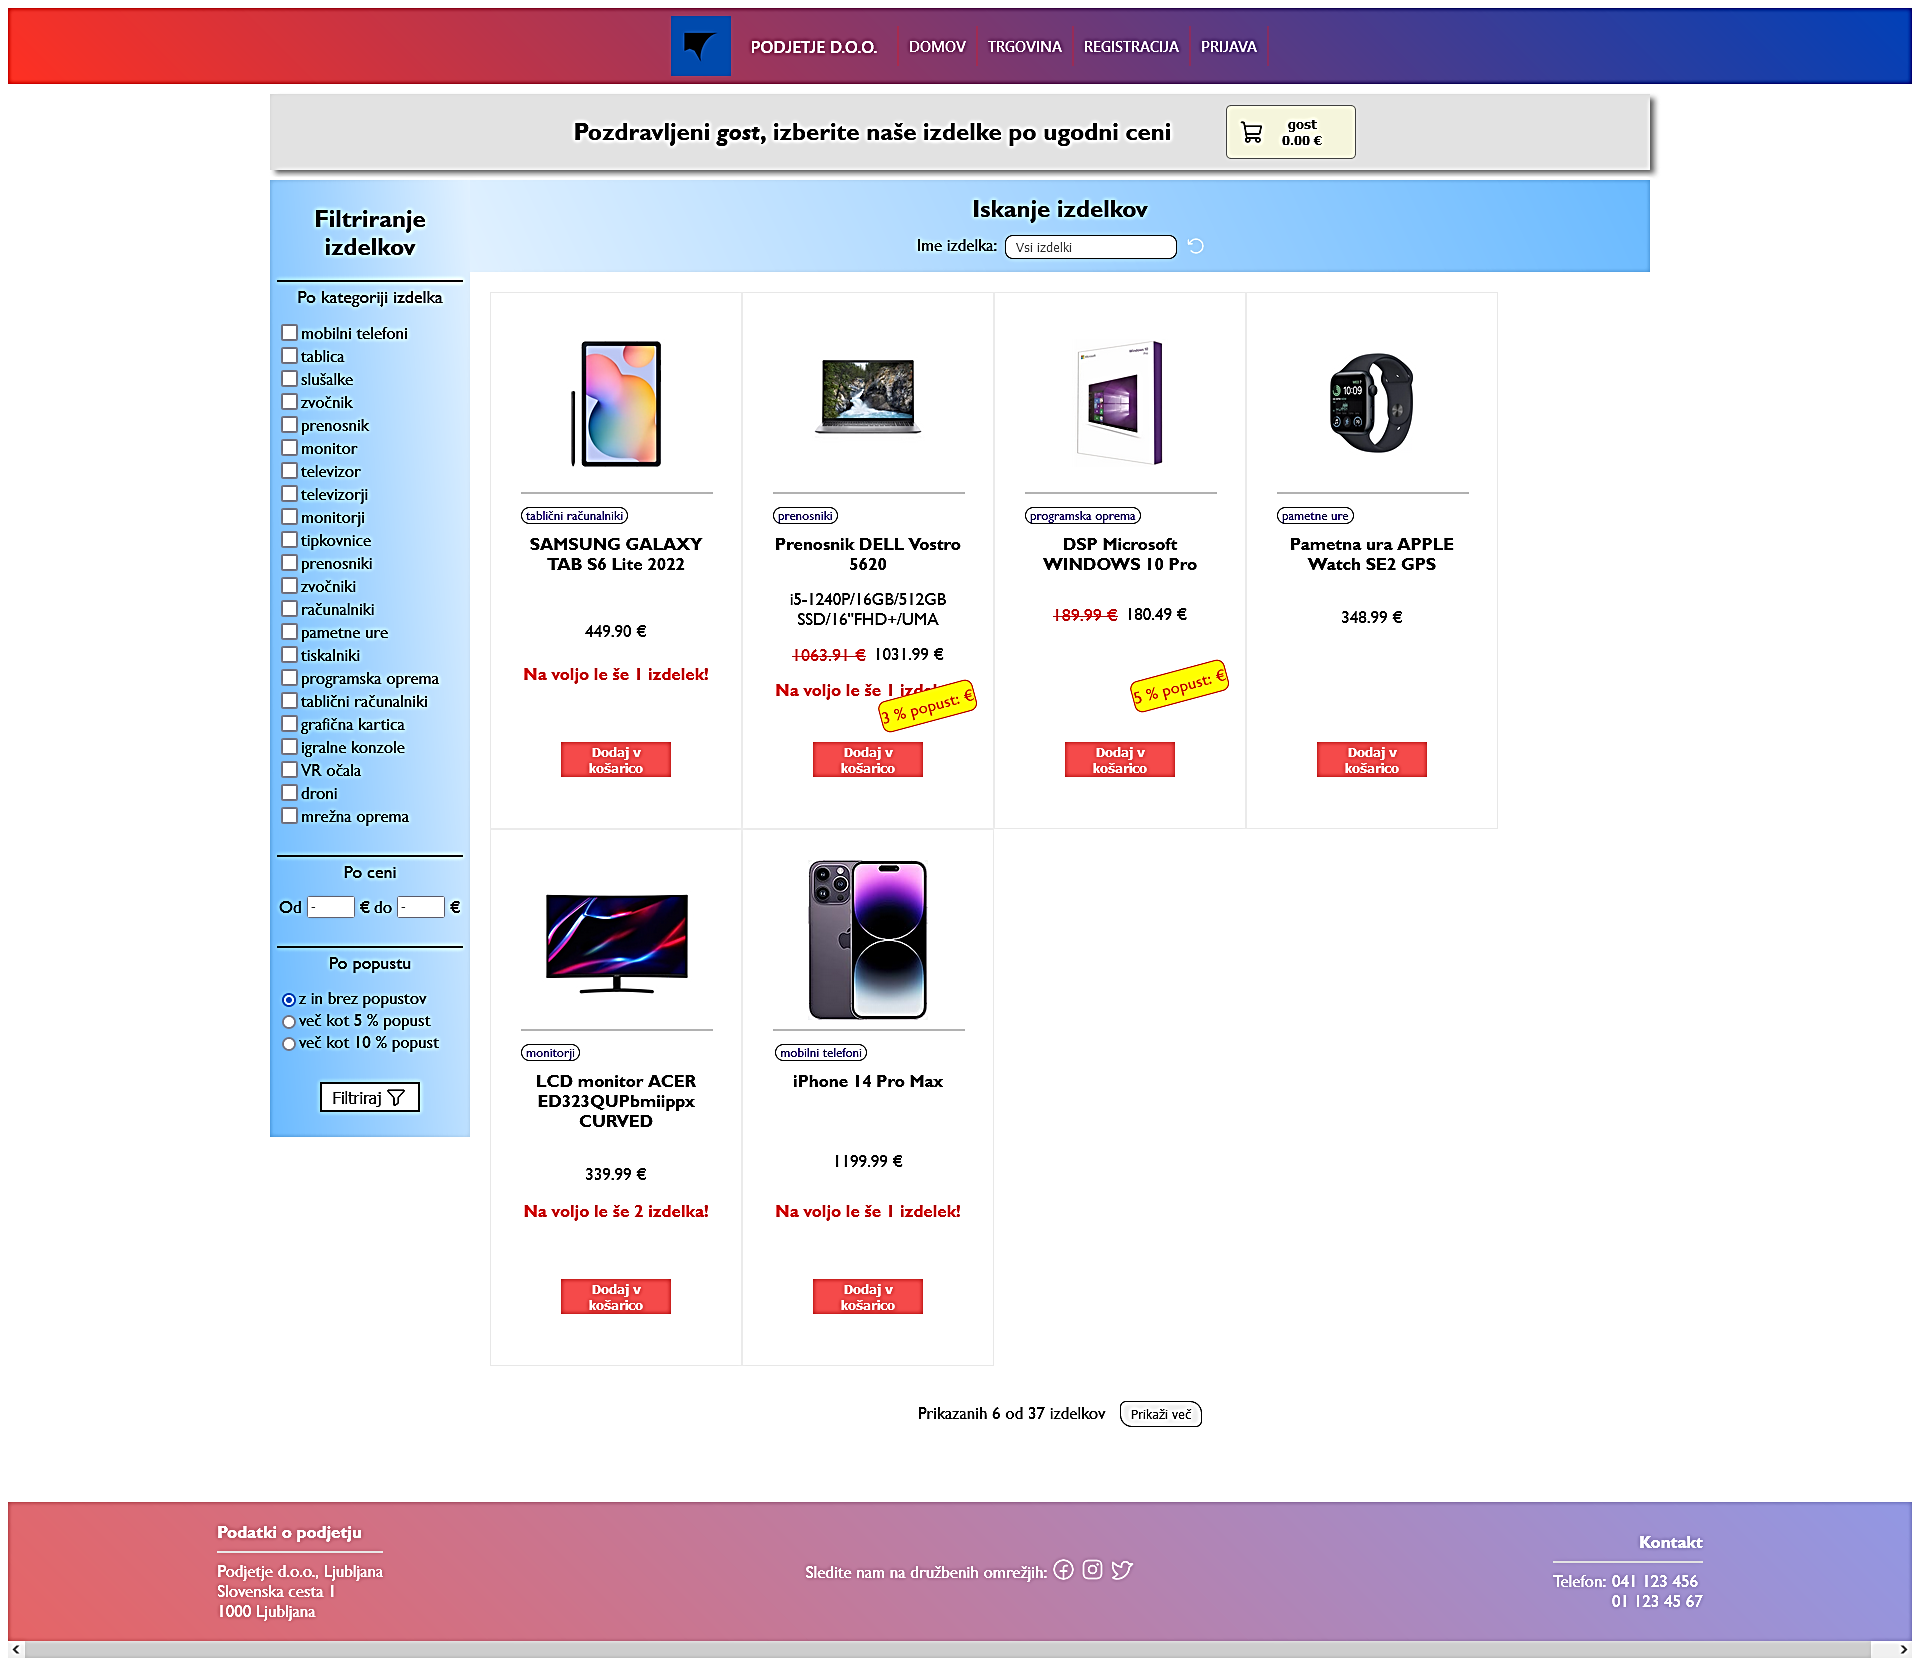 PODJETJE D.O.O.
DOMOV
TRGOVINA
REGISTRACIJA
PRIJAVA
Pozdravljeni gost, izberite naše izdelke po ugodni ceni
gost
0.00 €
Filtriranje
izdelkov
Po kategoriji izdelka
mobilni telefoni
tablica
slušalke
zvočnik
prenosnik
monitor
televizor
televizorji
monitorji
tipkovnice
prenosniki
zvočniki
računalniki
pametne ure
tiskalniki
programska oprema
tablični računalniki
grafična kartica
igralne konzole
VR očala
droni
mrežna oprema
Po ceni
Od - € do - €
Po popustu
z in brez popustov
več kot 5 % popust
več kot 10 % popust
Filtriraj
Iskanje izdelkov
Ime izdelka: Vsi izdelki
tablični računalniki
SAMSUNG GALAXY
TAB S6 Lite 2022
449.90 €
Na voljo le še 1 izdelek!
Dodaj v
košarico
prenosniki
Prenosnik DELL Vostro
5620
i5-1240P/16GB/512GB
SSD/16"FHD+/UMA
1063.91 € 1031.99 €
Na voljo le še 1
3 % popust: €
Dodaj v
košarico
programska oprema
DSP Microsoft
WINDOWS 10 Pro
189.99 € 180.49 €
5 % popust: €
Dodaj v
košarico
10:09
pametne ure
Pametna ura APPLE
Watch SE2 GPS
348.99 €
Dodaj v
košarico
monitorji
LCD monitor ACER
ED323QUPbmiippx
CURVED
339.99 €
Na voljo le še 2 izdelka!
Dodaj v
košarico
mobilni telefoni
iPhone 14 Pro Max
1199.99 €
Na voljo le še 1 izdelek!
Dodaj v
košarico
Prikazanih 6 od 37 izdelkov
Prikaži več
Podatki o podjetju
Podjetje d.o.o., Ljubljana
Slovenska cesta 1
1000 Ljubljana
Sledite nam na družbenih omrežjih:
Kontakt
Telefon: 041 123 456
01 123 45 67